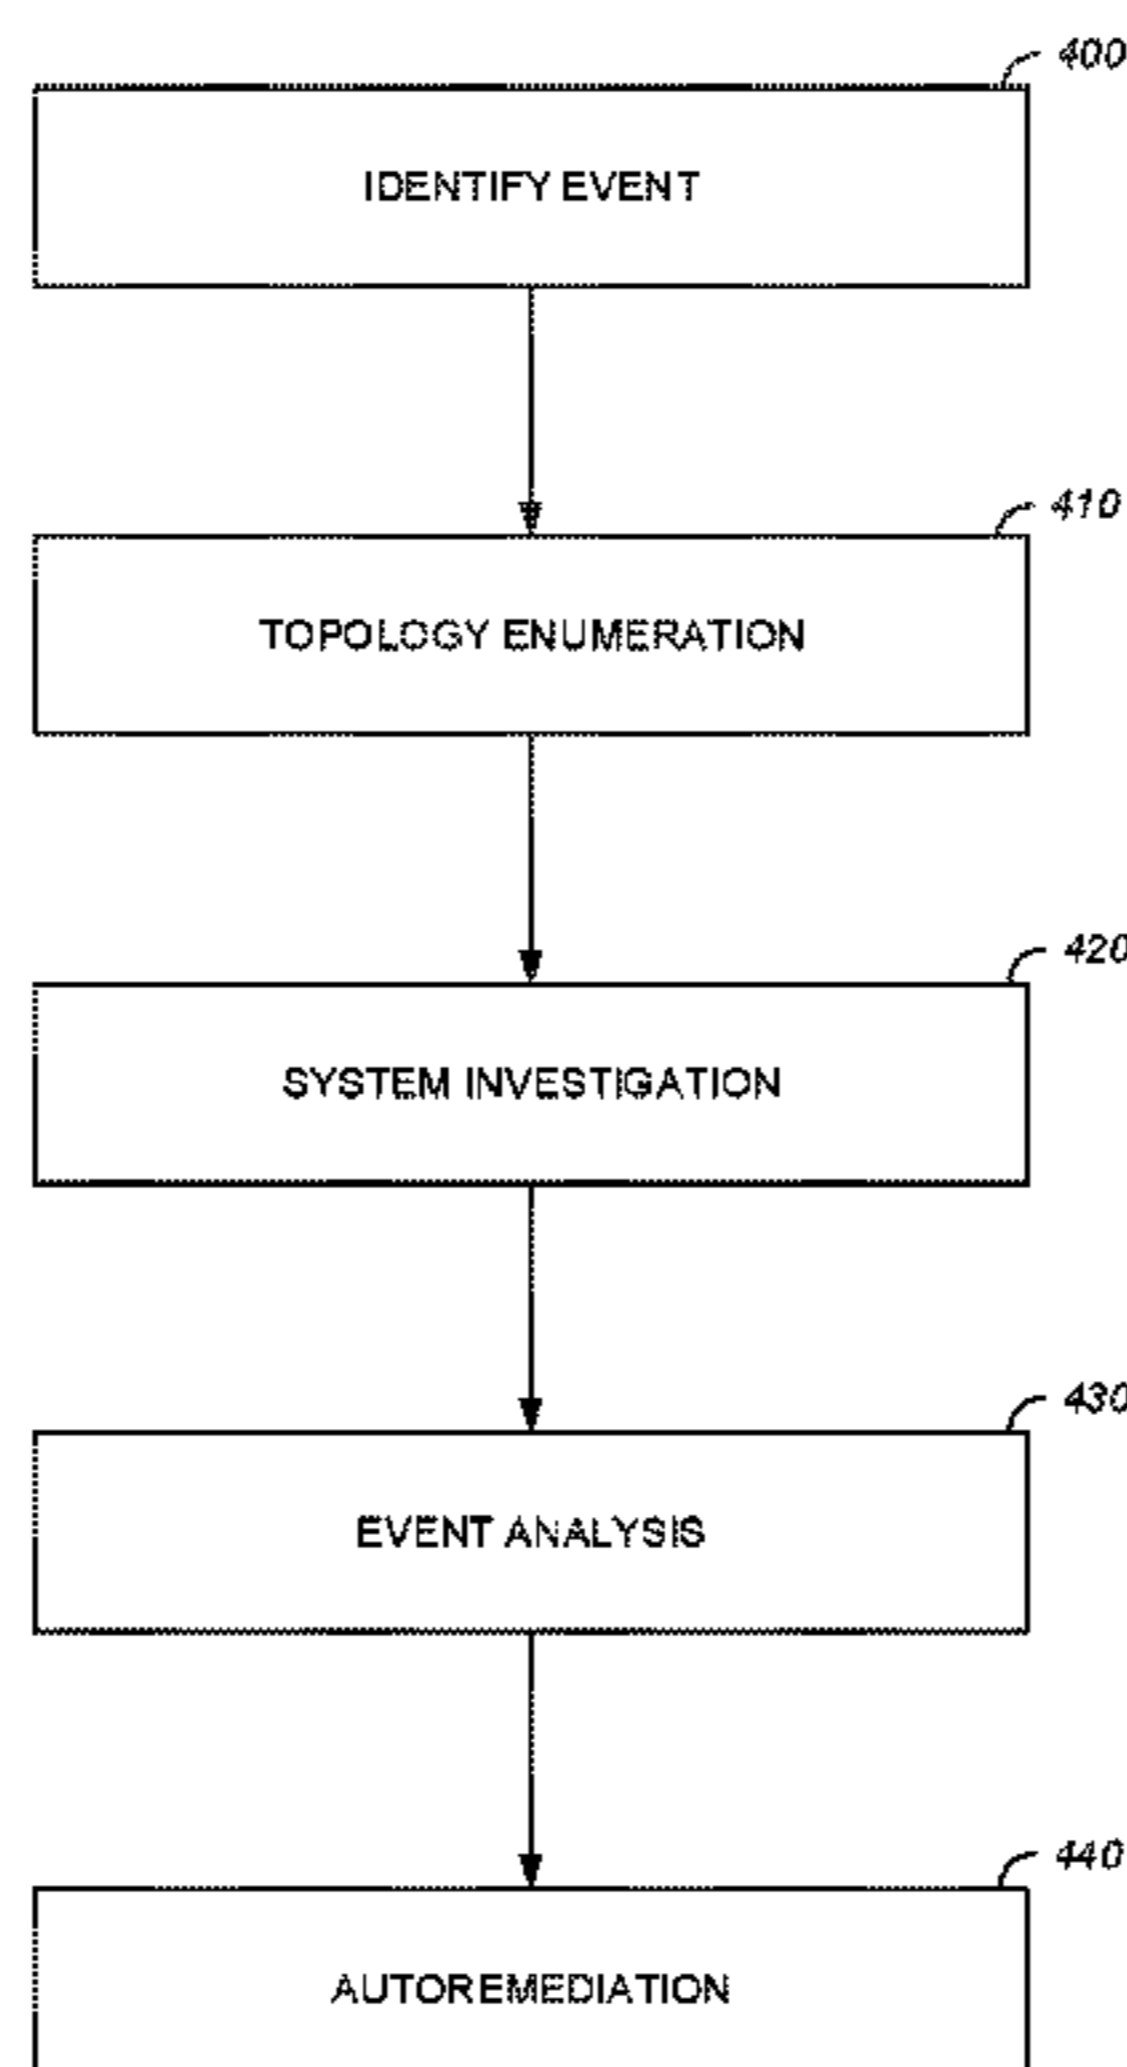 400
IDENTIFY EVENT
410
TOPOLOGY ENUMERATION
420
SYSTEM INVESTIGATION
430
EVENT ANALYSIS
440
AUTOREMEDIATION